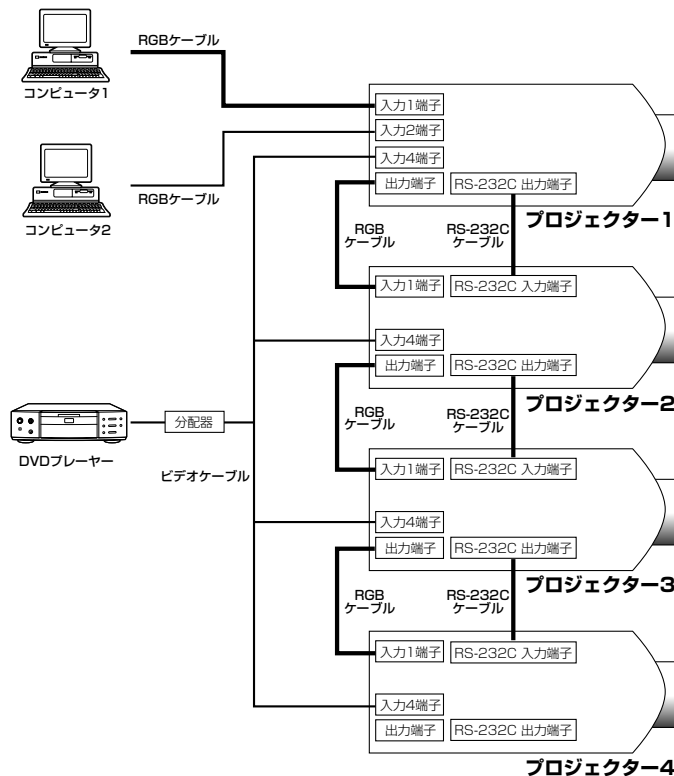 RGBケーブル
コンピュータ1
入力1端子
入力2端子
入力4端子
出力端子
RS-232C 出力端子
RGBケーブル
コンピュータ2
プロジェクター1
RGB
ケーブル
RS-232C
ケーブル
入力1端子
RS-232C 入力端子
入力4端子
出力端子
RS-232C 出力端子
プロジェクター2
分配器
DVDプレーヤー
ビデオケーブル
RGB
ケーブル
RS-232C
ケーブル
入力1端子
RS-232C 入力端子
入力4端子
出力端子
RS-232C 出力端子
プロジェクター3
RGB
ケーブル
RS-232C
ケーブル
入力1端子
RS-232C 入力端子
入力4端子
出力端子
RS-232C 出力端子
プロジェクター4